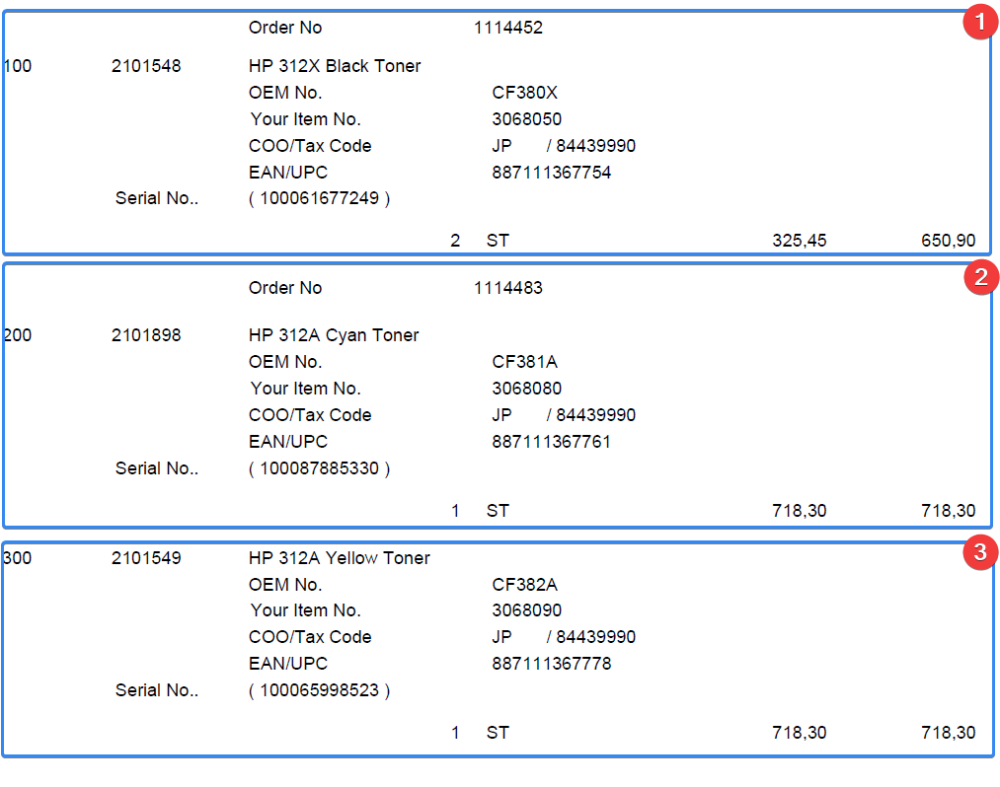 1
Order No 1114452
100 2101548 HP 312X Black Toner
OEM No. CF380X
Your Item No. 3068050
COO/Tax Code JP / 84439990
EAN/UPC 887111367754
Serial No.. ( 100061677249 )
2 ST 325,45 650,90
2
Order No 1114483
200 2101898 HP 312A Cyan Toner
OEM No. CF381A
Your Item No. 3068080
COO/Tax Code JP / 84439990
EAN/UPC 887111367761
Serial No.. ( 100087885330 )
1 ST 718,30 718,30
3
300 2101549 HP 312A Yellow Toner
OEM No. CF382A
Your Item No. 3068090
COO/Tax Code JP / 84439990
EAN/UPC 887111367778
Serial No.. ( 100065998523 )
1 ST 718,30 718,30